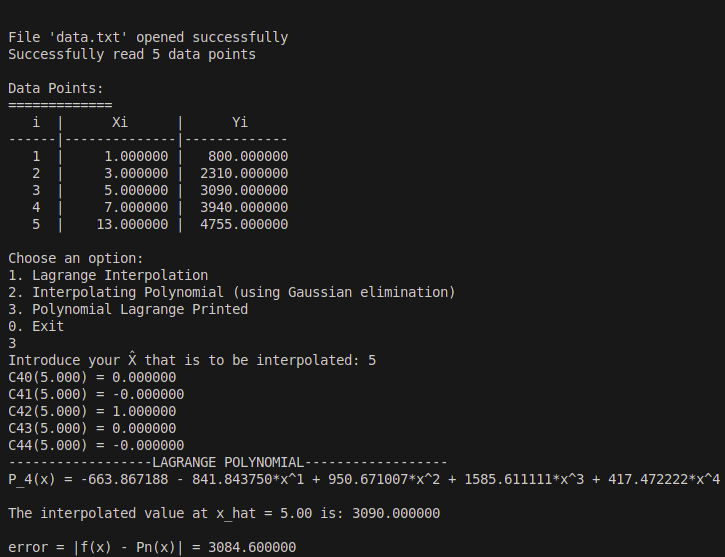 File 'data.txt' opened successfully
Successfully read 5 data points
Data Points:
=============
i | Xi | Yi
------|--------------|-------------
1 | 1.000000 | 800.000000
2 | 3.000000 | 2310.000000
3 | 5.000000 | 3090.000000
4 | 7.000000 | 3940.000000
5 | 13.000000 | 4755.000000
Choose an option:
1. Lagrange Interpolation
2. Interpolating Polynomial (using Gaussian elimination)
3. Polynomial Lagrange Printed
0. Exit
3
Introduce your X̂ that is to be interpolated: 5
C40(5.000) = 0.000000
C41(5.000) = -0.000000
C42(5.000) = 1.000000
C43(5.000) = 0.000000
C44(5.000) = -0.000000
------------------LAGRANGE POLYNOMIAL------------------
P_4(x) = -663.867188 - 841.843750*x^1 + 950.671007*x^2 + 1585.611111*x^3 + 417.472222*x^4
The interpolated value at x_hat = 5.00 is: 3090.000000
error = |f(x) - Pn(x)| = 3084.600000